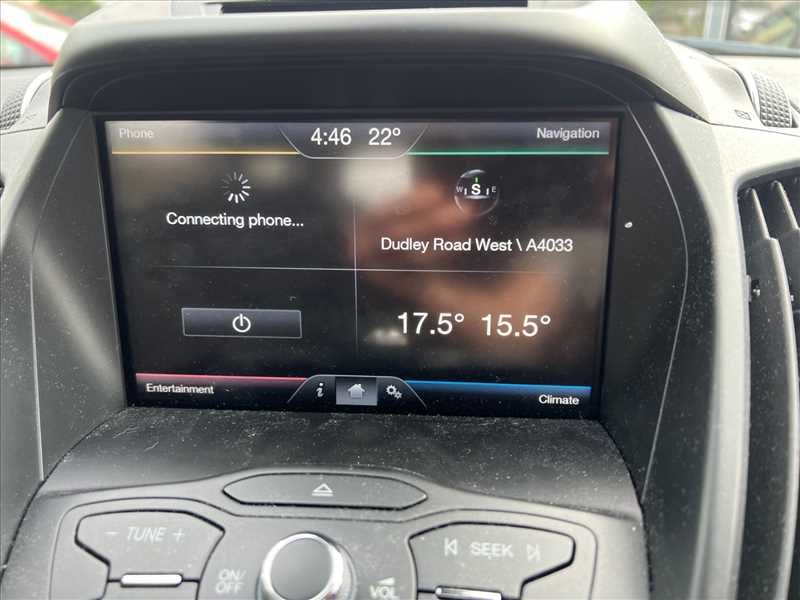 Phone
4:46 22°
Navigation
Connecting phone...
W S E
Dudley Road West \ A4033
17.5° 15.5°
Entertainment
i
Climate
- TUNE +
ON/
OFF
VOL
SEEK